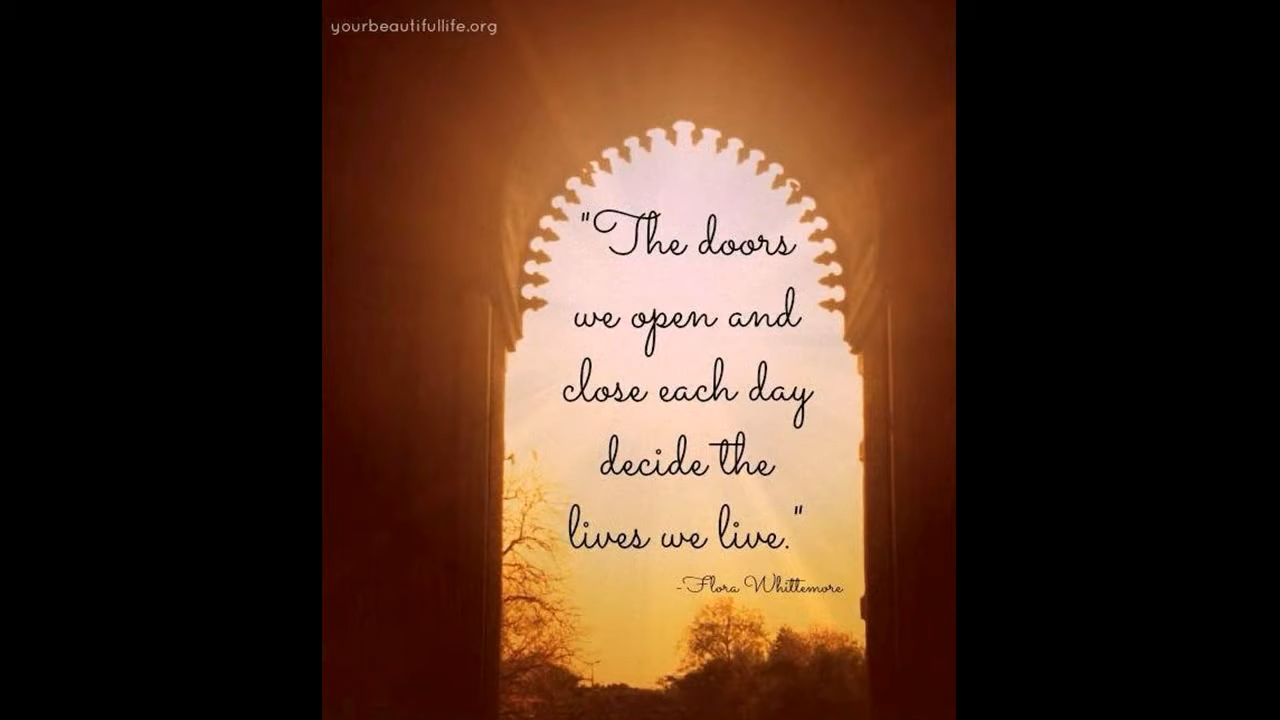 yourbeautifullife.org
"The doors
we open and
close each day
decide the
lives we live."
-Flora Whittemore